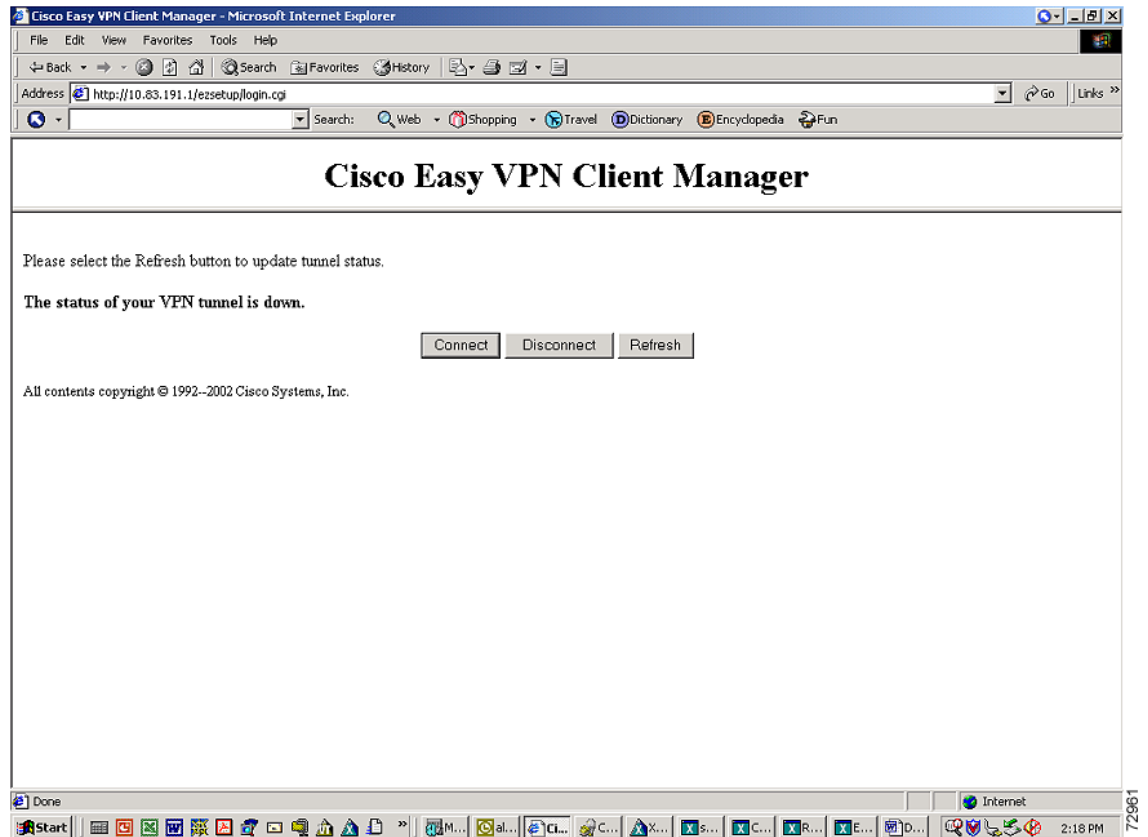 Cisco Easy VPN Client Manager - Microsoft Internet Explorer
File Edit View Favorites Tools Help
Back Search Favorites History
Address http://10.83.191.1/ezsetup/login.cgi Go Links »
Search: Web Shopping Travel Dictionary Encyclopedia Fun
Cisco Easy VPN Client Manager
Please select the Refresh button to update tunnel status.
The status of your VPN tunnel is down.
Connect Disconnect Refresh
All contents copyright © 1992--2002 Cisco Systems, Inc.
Done Internet
Start » M... al... Ci... C... X... s... C... R... E... D... 2:18 PM
72961